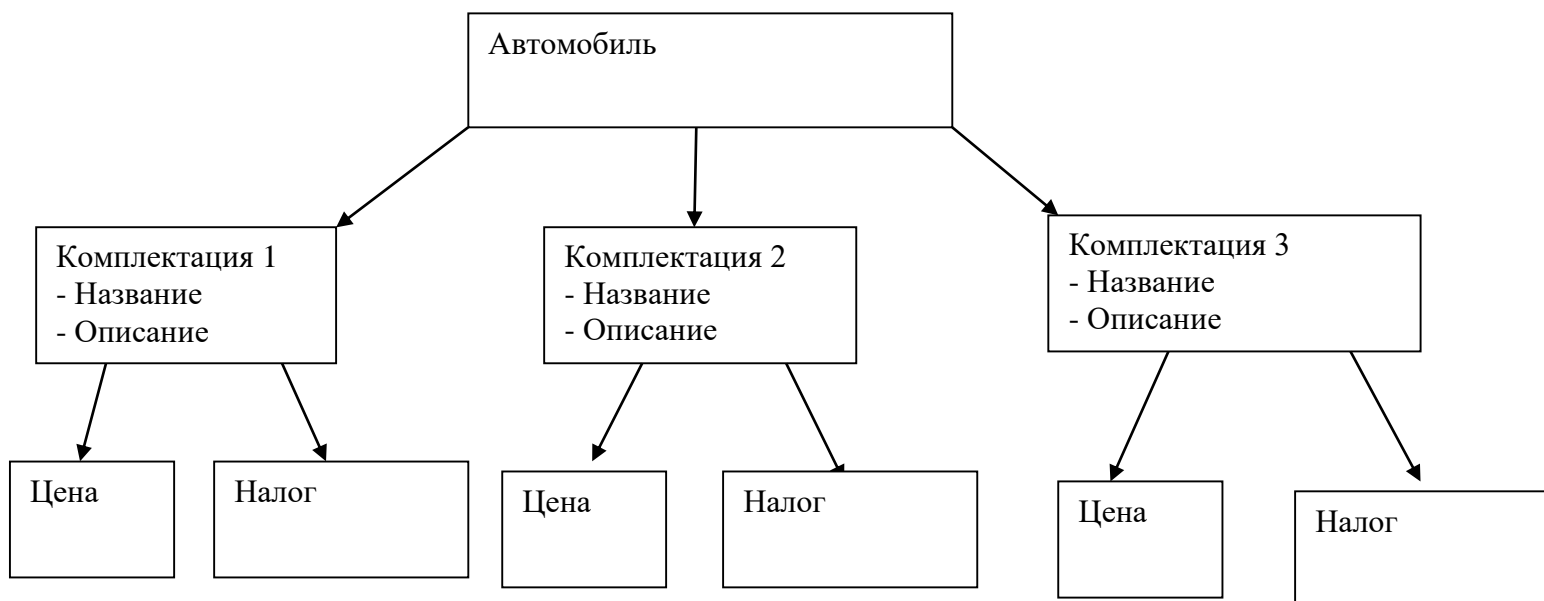 Автомобиль
Комплектация 1
- Название
- Описание
Комплектация 2
- Название
- Описание
Комплектация 3
- Название
- Описание
Цена
Налог
Цена
Налог
Цена
Налог